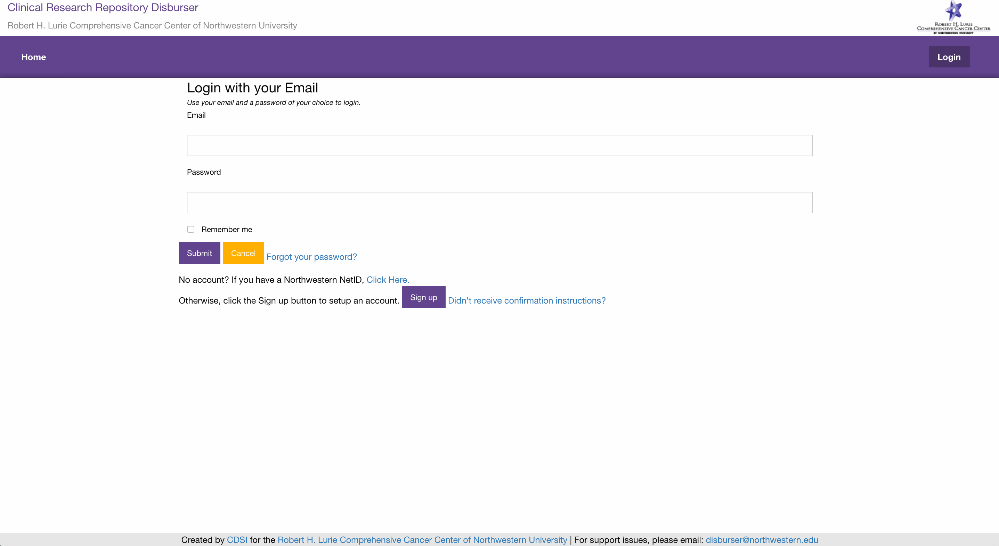 Clinical Research Repository Disburser
Robert H. Lurie Comprehensive Cancer Center of Northwestern University
ROBERT H. LURIE
COMPREHENSIVE CANCER CENTER
OF NORTHWESTERN UNIVERSITY
Home
Login
Login with your Email
Use your email and a password of your choice to login.
Email
Password
Remember me
Submit Cancel Forgot your password?
No account? If you have a Northwestern NetID, Click Here.
Otherwise, click the Sign up button to setup an account. Sign up Didn't receive confirmation instructions?
Created by CDSI for the Robert H. Lurie Comprehensive Cancer Center of Northwestern University | For support issues, please email: disburser@northwestern.edu